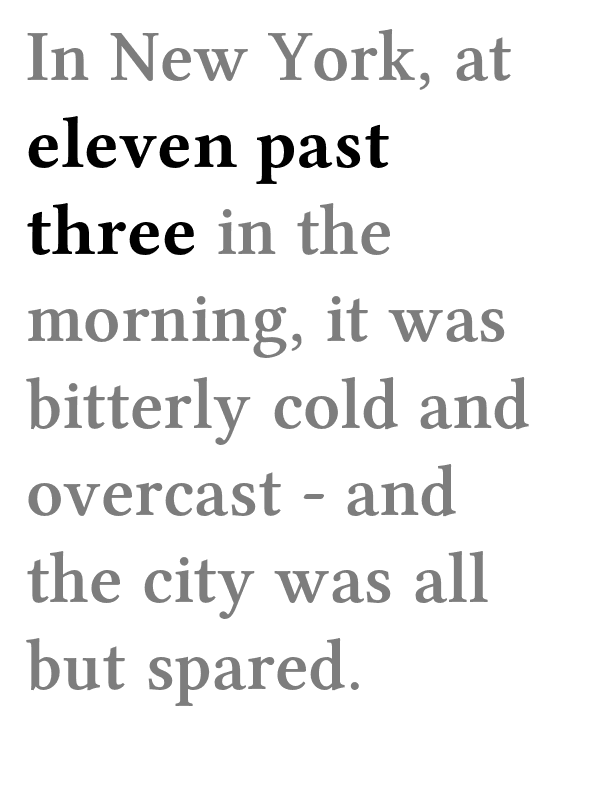 In New York, at
eleven past
three in the
morning, it was
bitterly cold and
overcast - and
the city was all
but spared.